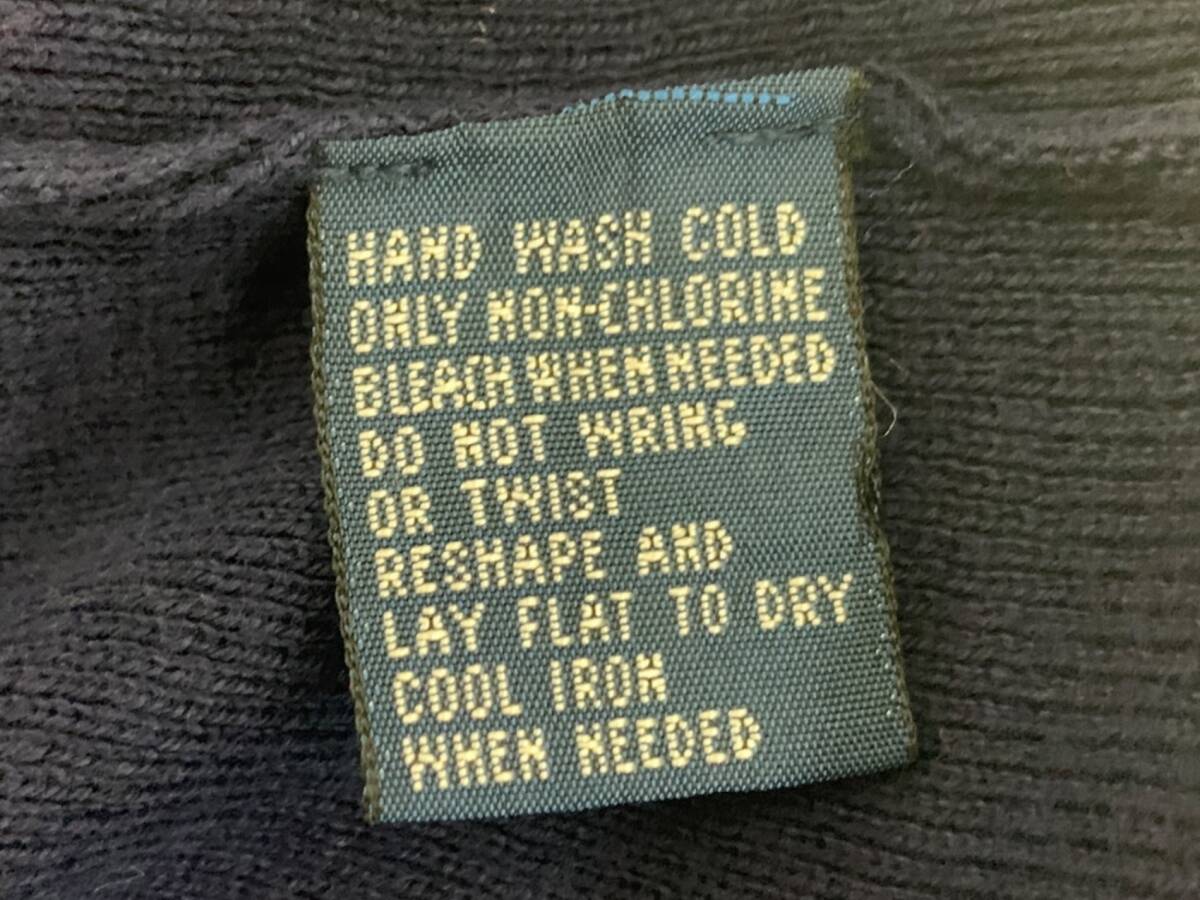 HAND WASH COLD
ONLY NON-CHLORINE
BLEACH WHEN NEEDED
DO NOT WRING
OR TWIST
RESHAPE AND
LAY FLAT TO DRY
COOL IRON
WHEN NEEDED